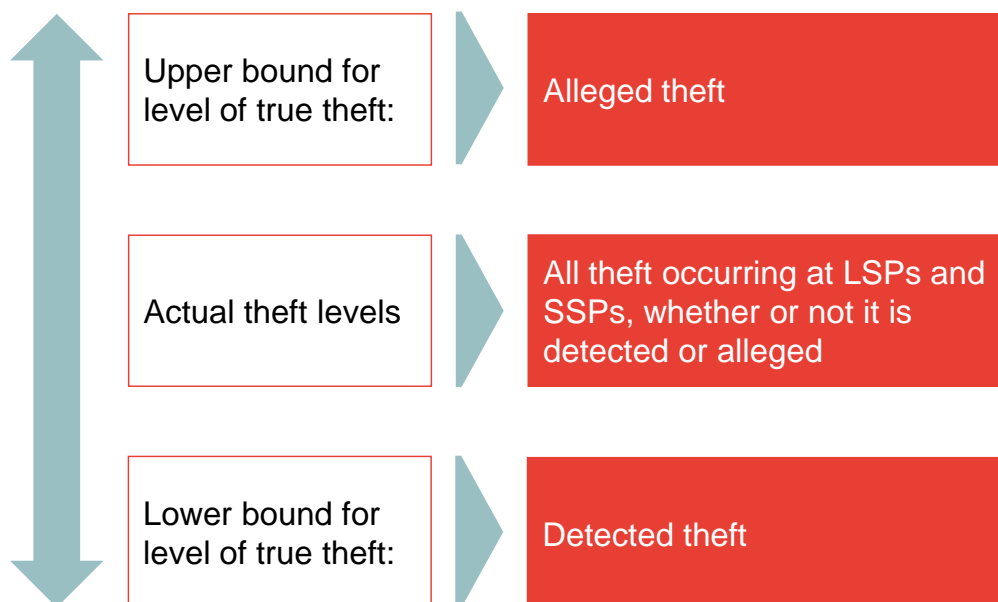 Upper bound for
level of true theft:
Alleged theft
Actual theft levels
All theft occurring at LSPs and
SSPs, whether or not it is
detected or alleged
Lower bound for
level of true theft:
Detected theft